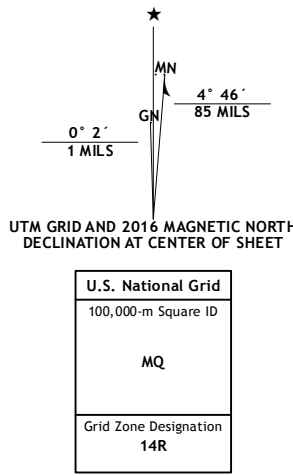 ★
MN
4° 46´
85 MILS
GN
0° 2´
1 MILS
UTM GRID AND 2016 MAGNETIC NORTH
DECLINATION AT CENTER OF SHEET
U.S. National Grid
100,000-m Square ID
MQ
Grid Zone Designation
14R